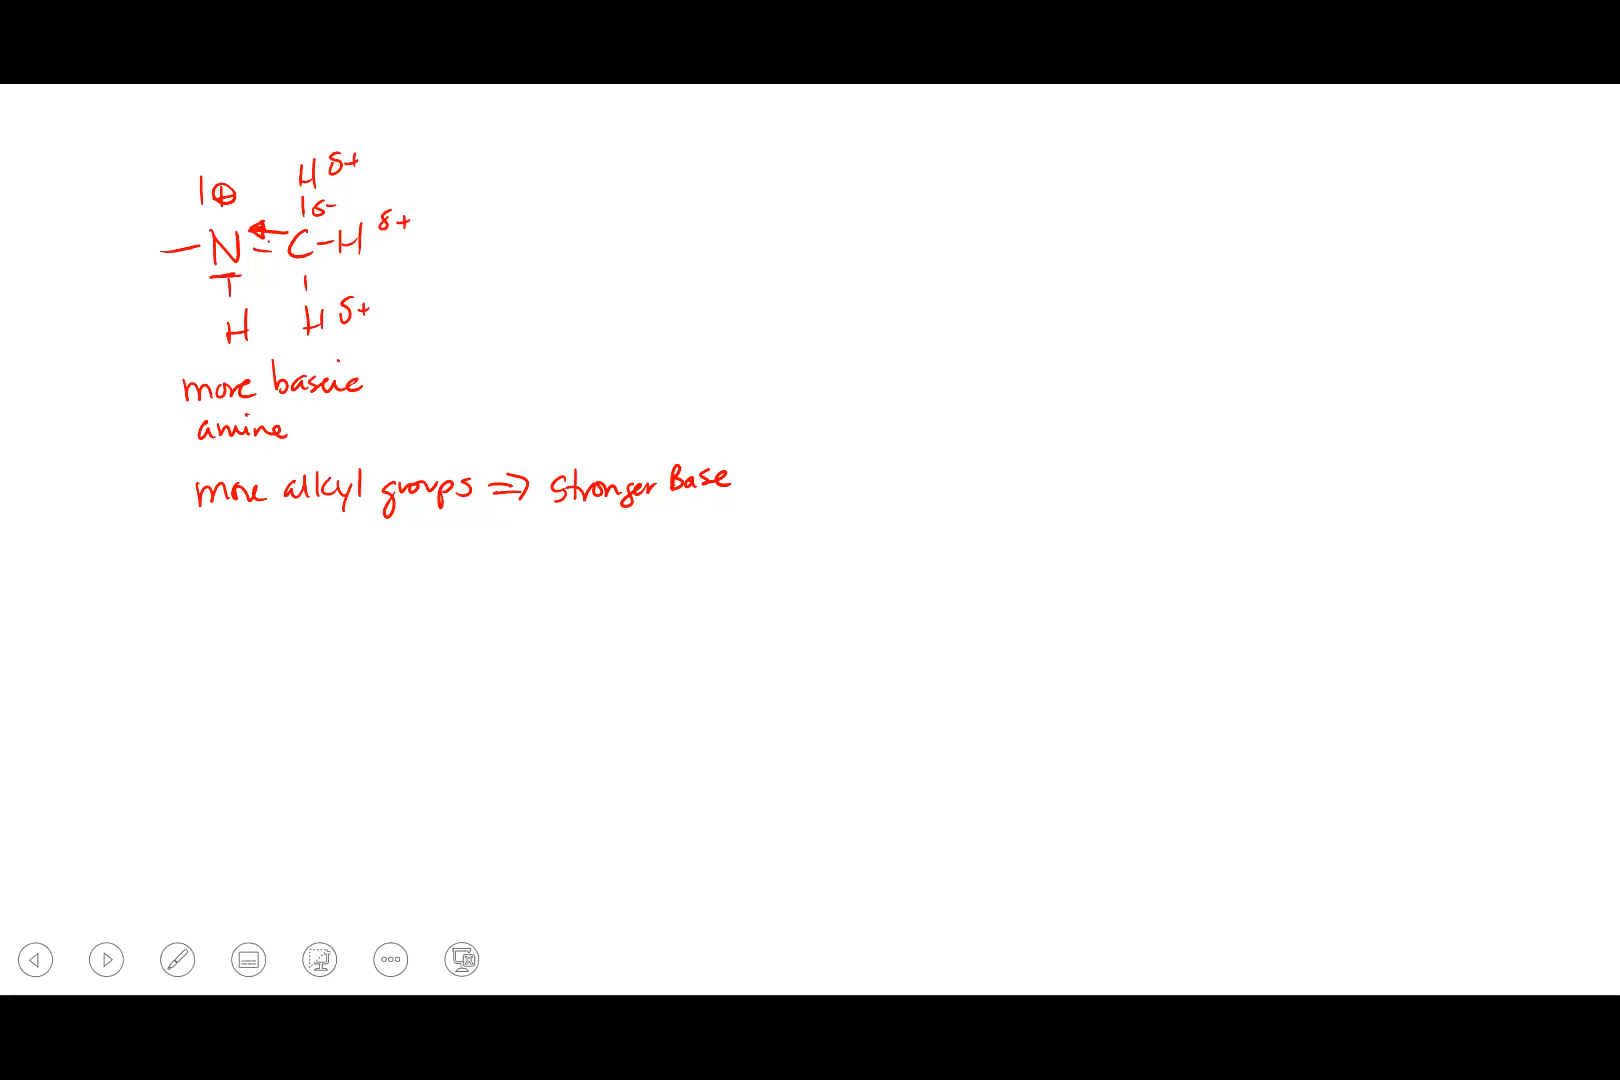 H δ+
| ⊕ | δ-
— N = C - H δ+
| |
H H δ+
more basic
amine
more alkyl groups ⇒ Stronger Base